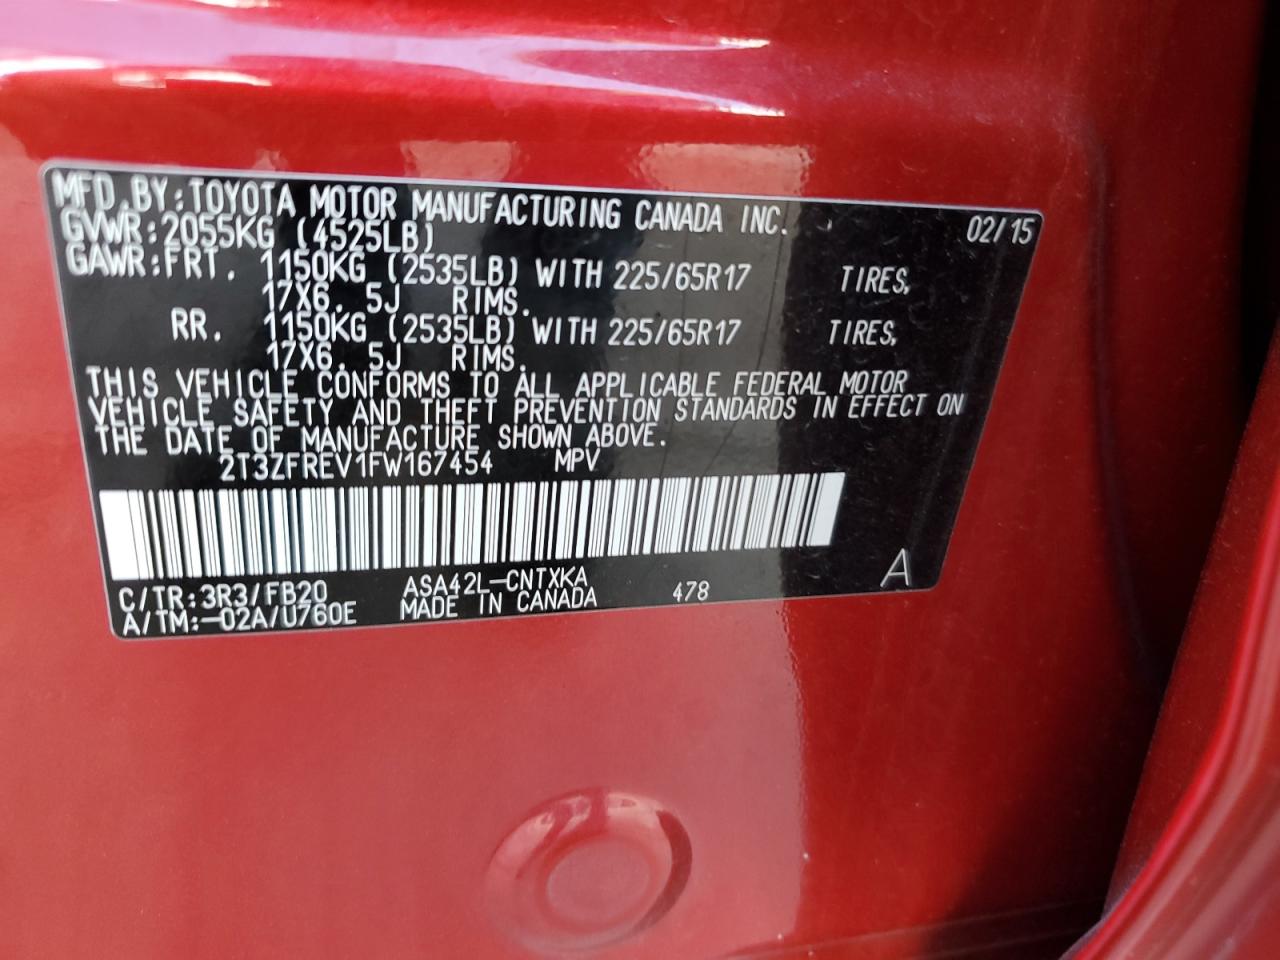 MFD.BY:TOYOTA MOTOR MANUFACTURING CANADA INC. 02/15
GVWR:2055KG (4525LB)
GAWR:FRT. 1150KG (2535LB) WITH 225/65R17 TIRES,
17X6.5J RIMS.
RR. 1150KG (2535LB) WITH 225/65R17 TIRES,
17X6.5J RIMS.
THIS VEHICLE CONFORMS TO ALL APPLICABLE FEDERAL MOTOR
VEHICLE SAFETY AND THEFT PREVENTION STANDARDS IN EFFECT ON
THE DATE OF MANUFACTURE SHOWN ABOVE.
2T3ZFREV1FW167454 MPV
C/TR:3R3/FB20 ASA42L-CNTXKA 478 A
A/TM:-02A/U760E MADE IN CANADA